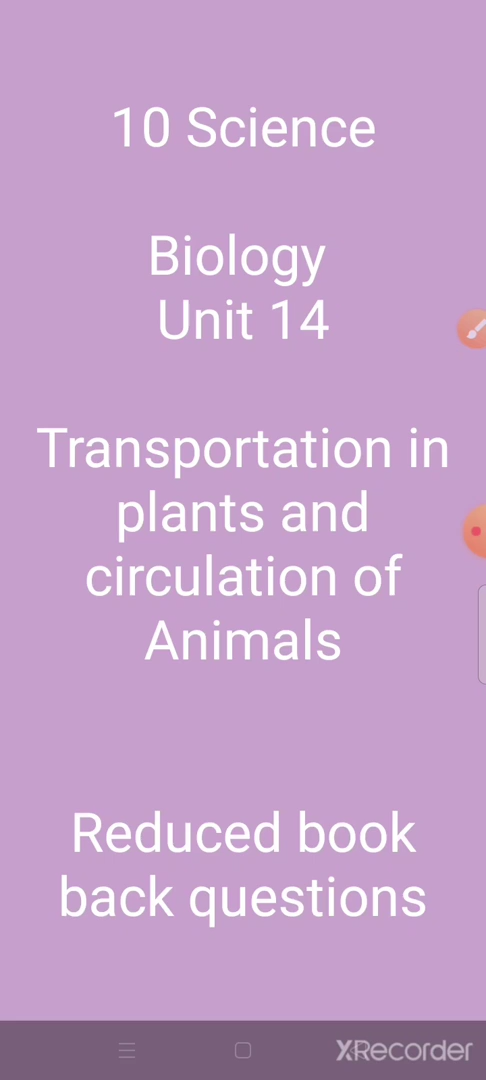 10 Science
Biology
Unit 14
Transportation in
plants and
circulation of
Animals
Reduced book
back questions
XRecorder